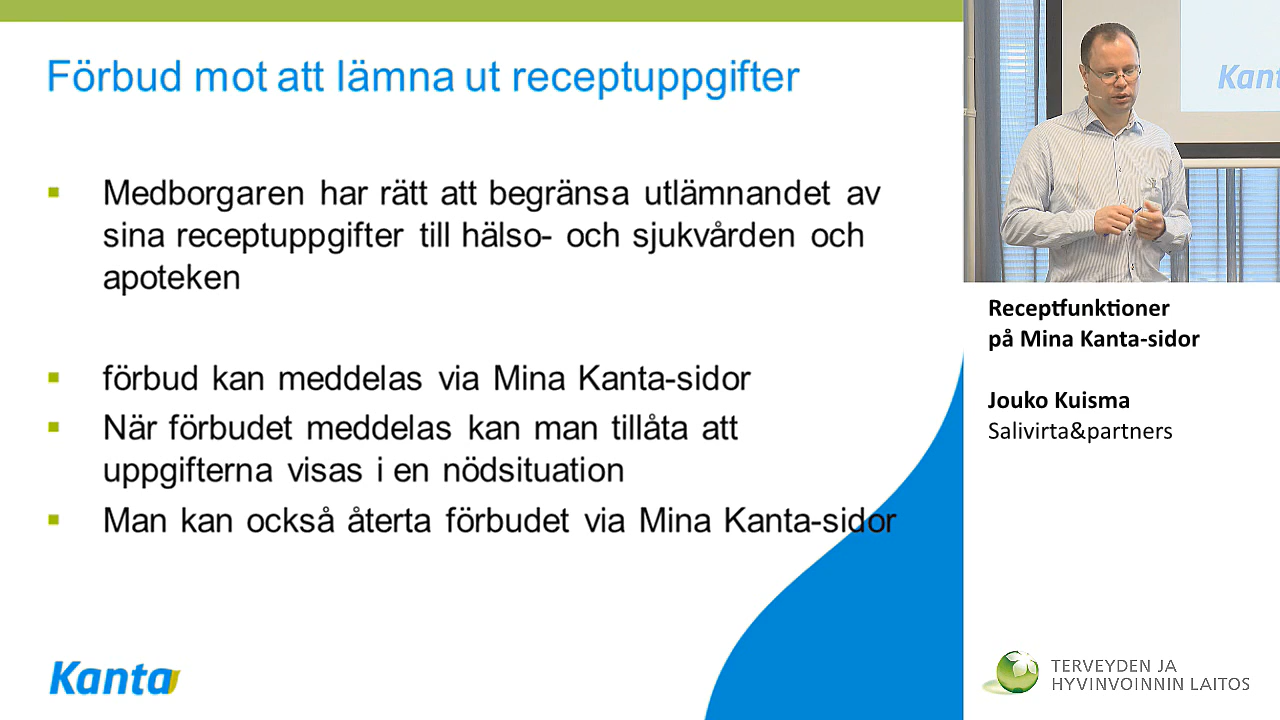 Förbud mot att lämna ut receptuppgifter
Medborgaren har rätt att begränsa utlämnandet av
sina receptuppgifter till hälso- och sjukvården och
apoteken
förbud kan meddelas via Mina Kanta-sidor
När förbudet meddelas kan man tillåta att
uppgifterna visas i en nödsituation
Man kan också återta förbudet via Mina Kanta-sidor
Kanta
Kant
Receptfunktioner
på Mina Kanta-sidor
Jouko Kuisma
Salivirta&partners
TERVEYDEN JA
HYVINVOINNIN LAITOS